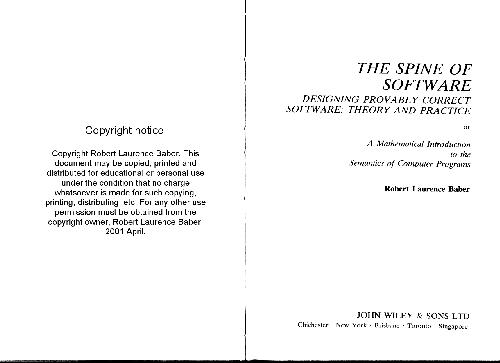 Copyright notice
Copyright Robert Laurence Baber. This
document may be copied, printed and
distributed for educational or personal use
under the condition that no charge
whatsoever is made for such copying,
printing, distributing, etc. For any other use
permission must be obtained from the
copyright owner, Robert Laurence Baber
2001 April.
THE SPINE OF
SOFTWARE
DESIGNING PROVABLY CORRECT
SOFTWARE: THEORY AND PRACTICE
or
A Mathematical Introduction
to the
Semantics of Computer Programs
Robert Laurence Baber
JOHN WILEY & SONS LTD
Chichester · New York · Brisbane · Toronto · Singapore